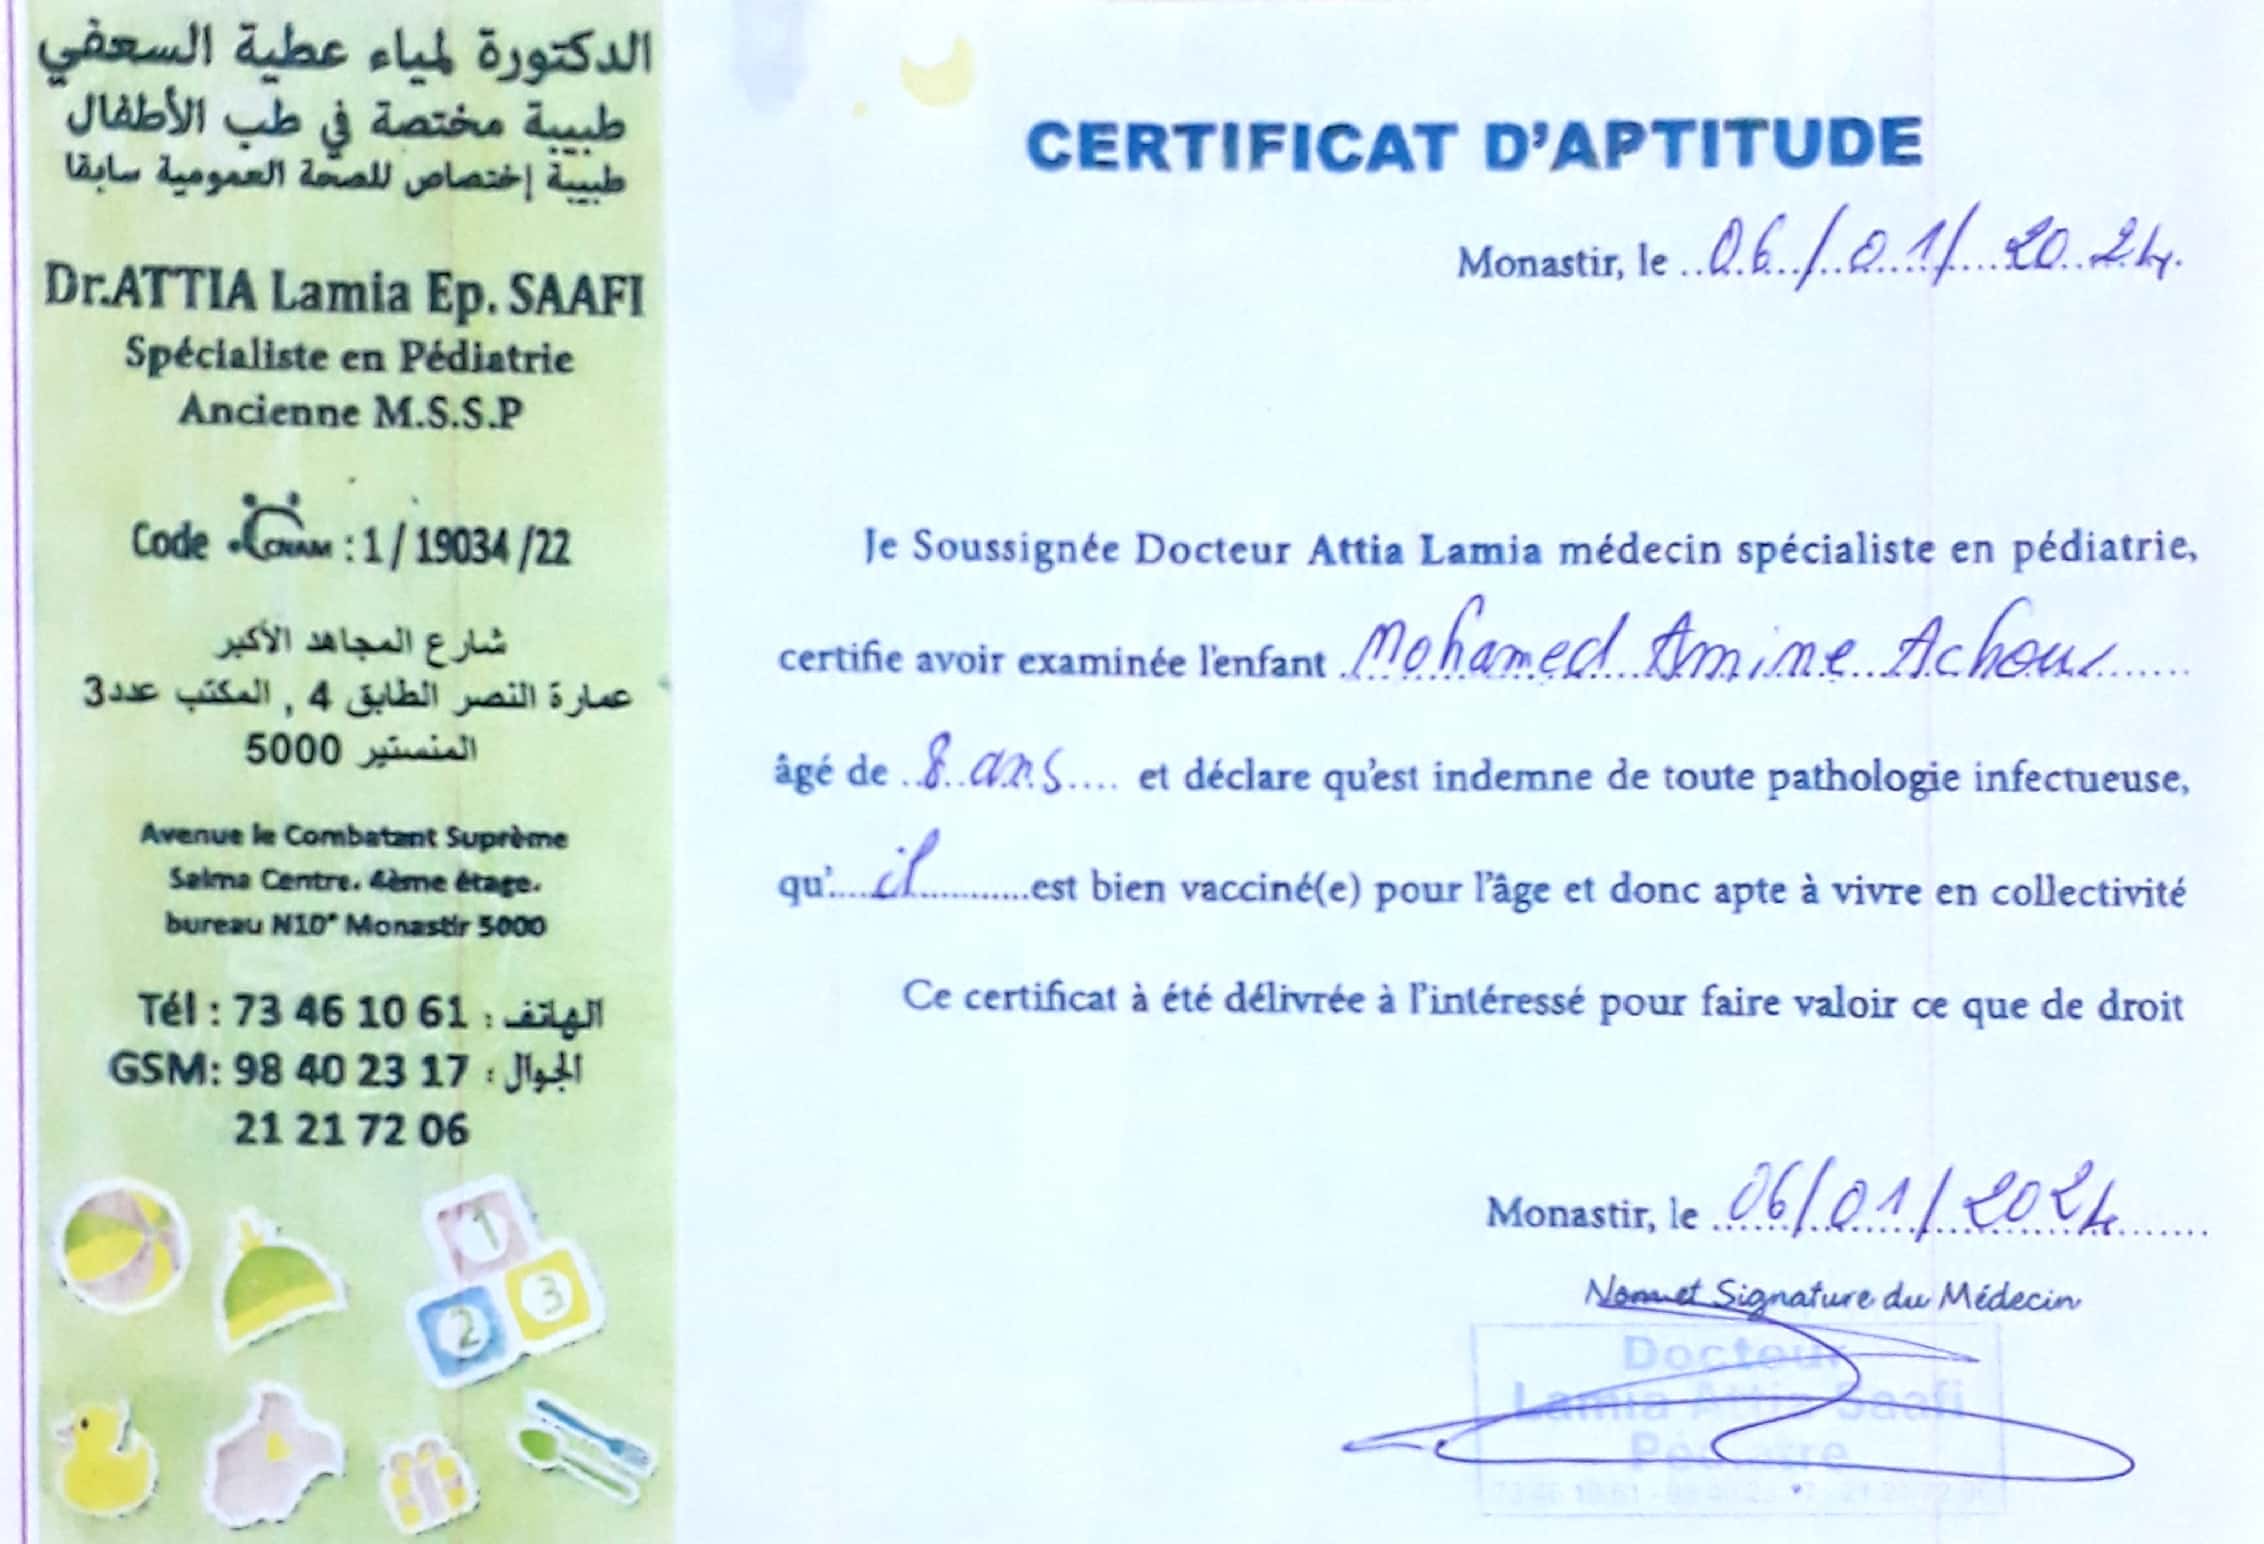 الدكتورة لمياء عطية السعفي
طبيبة مختصة في طب الأطفال
طبيبة إختصاص للصحة العمومية سابقا
Dr.ATTIA Lamia Ep. SAAFI
Spécialiste en Pédiatrie
Ancienne M.S.S.P
Code CNAM : 1 / 19034 /22
شارع المجاهد الأكبر
عمارة النصر الطابق 4 , المكتب عدد3
المنستير 5000
Avenue le Combatant Suprème
Salma Centre. 4ème étage.
bureau N10° Monastir 5000
Tél : 73 46 10 61 : الهاتف
GSM: 98 40 23 17 : الجوال
21 21 72 06
1
2
3
CERTIFICAT D'APTITUDE
Monastir, le 06/01/2024
Je Soussignée Docteur Attia Lamia médecin spécialiste en pédiatrie,
certifie avoir examinée l'enfant Mohamed Amine Achour
âgé de 8 ans et déclare qu'est indemne de toute pathologie infectueuse,
qu' il est bien vacciné(e) pour l'âge et donc apte à vivre en collectivité
Ce certificat à été délivrée à l'intéressé pour faire valoir ce que de droit
Monastir, le 06/01/2024
Nom et Signature du Médecin
Docteur
Lamia Attia Saafi
Pédiatre